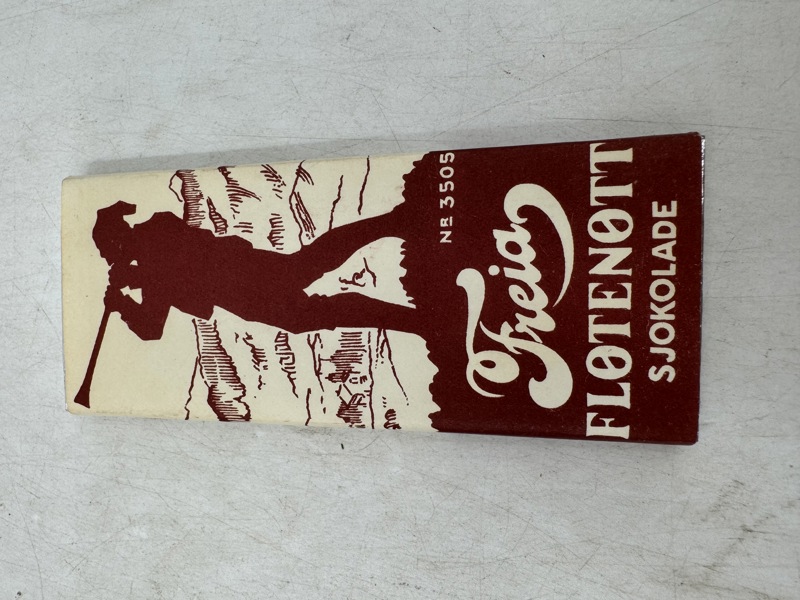 Nº 3505
Freia
FLØTENØTT
SJOKOLADE